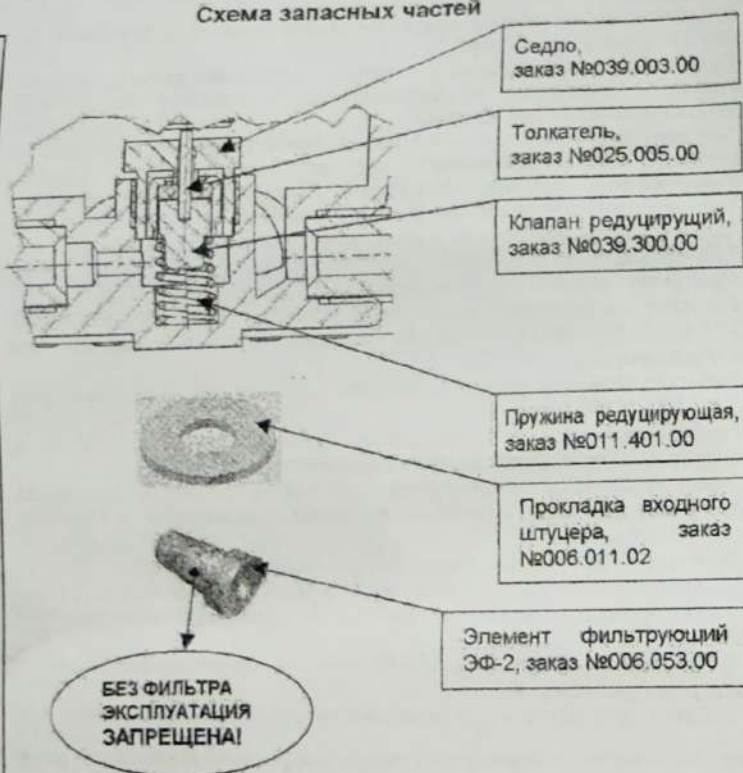 Схема запасных частей
Седло,
заказ №039.003.00
Толкатель,
заказ №025.005.00
Клапан редуцирущий,
заказ №039.300.00
Пружина редуцирующая,
заказ №011.401.00
Прокладка входного
штуцера, заказ
№006.011.02
Элемент фильтрующий
ЭФ-2, заказ №006.053.00
БЕЗ ФИЛЬТРА
ЭКСПЛУАТАЦИЯ
ЗАПРЕЩЕНА!